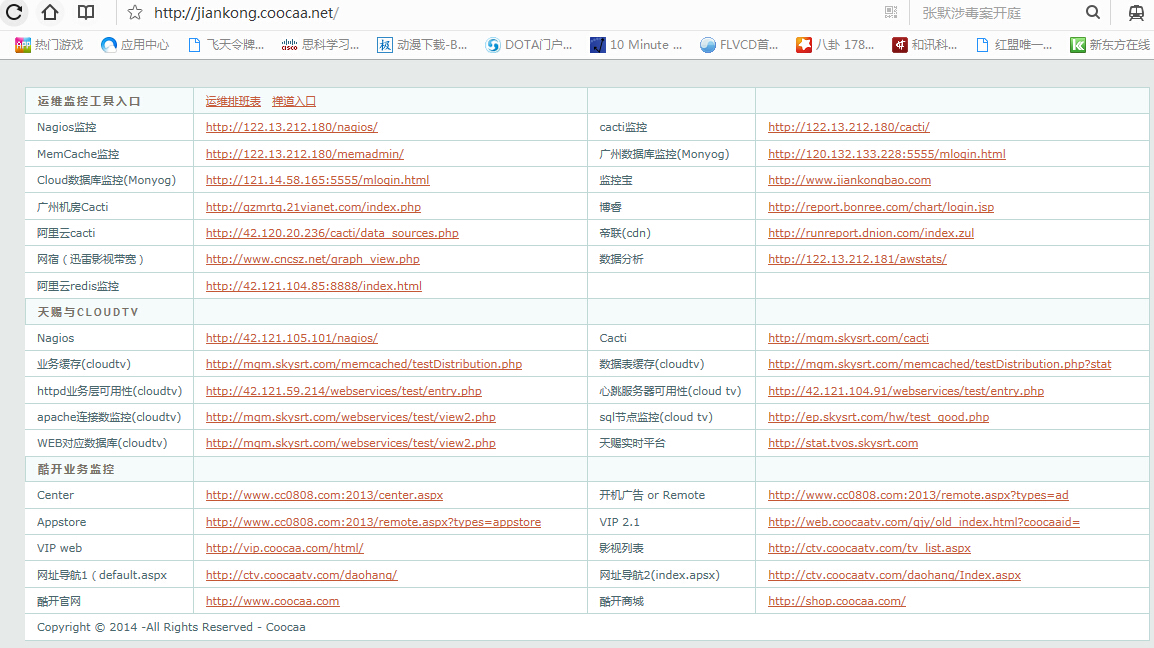 http://jiankong.coocaa.net/ 张默涉毒案开庭
热门游戏 应用中心 飞天令牌... 思科学习... 动漫下载-B... DOTA门户... 10 Minute ... FLVCD首... 八卦 178... 和讯科... 红盟唯一... 新东方在线
运维监控工具入口 运维排班表 禅道入口
Nagios监控 http://122.13.212.180/nagios/ cacti监控 http://122.13.212.180/cacti/
MemCache监控 http://122.13.212.180/memadmin/ 广州数据库监控(Monyog) http://120.132.133.228:5555/mlogin.html
Cloud数据库监控(Monyog) http://121.14.58.165:5555/mlogin.html 监控宝 http://www.jiankongbao.com
广州机房Cacti http://gzmrtg.21vianet.com/index.php 博睿 http://report.bonree.com/chart/login.jsp
阿里云cacti http://42.120.20.236/cacti/data_sources.php 帝联(cdn) http://runreport.dnion.com/index.zul
网宿（迅雷影视带宽） http://www.cncsz.net/graph_view.php 数据分析 http://122.13.212.181/awstats/
阿里云redis监控 http://42.121.104.85:8888/index.html
天赐与CLOUDTV
Nagios http://42.121.105.101/nagios/ Cacti http://mgm.skysrt.com/cacti
业务缓存(cloudtv) http://mgm.skysrt.com/memcached/testDistribution.php 数据表缓存(cloudtv) http://mgm.skysrt.com/memcached/testDistribution.php?stat
httpd业务层可用性(cloudtv) http://42.121.59.214/webservices/test/entry.php 心跳服务器可用性(cloud tv) http://42.121.104.91/webservices/test/entry.php
apache连接数监控(cloudtv) http://mgm.skysrt.com/webservices/test/view2.php sql节点监控(cloud tv) http://ep.skysrt.com/hw/test_good.php
WEB对应数据库(cloudtv) http://mgm.skysrt.com/webservices/test/view2.php 天赐实时平台 http://stat.tvos.skysrt.com
酷开业务监控
Center http://www.cc0808.com:2013/center.aspx 开机广告 or Remote http://www.cc0808.com:2013/remote.aspx?types=ad
Appstore http://www.cc0808.com:2013/remote.aspx?types=appstore VIP 2.1 http://web.coocaatv.com/qjy/old_index.html?coocaaid=
VIP web http://vip.coocaa.com/html/ 影视列表 http://ctv.coocaatv.com/tv_list.aspx
网址导航1（default.aspx http://ctv.coocaatv.com/daohang/ 网址导航2(index.apsx) http://ctv.coocaatv.com/daohang/Index.aspx
酷开官网 http://www.coocaa.com 酷开商城 http://shop.coocaa.com/
Copyright © 2014 -All Rights Reserved - Coocaa